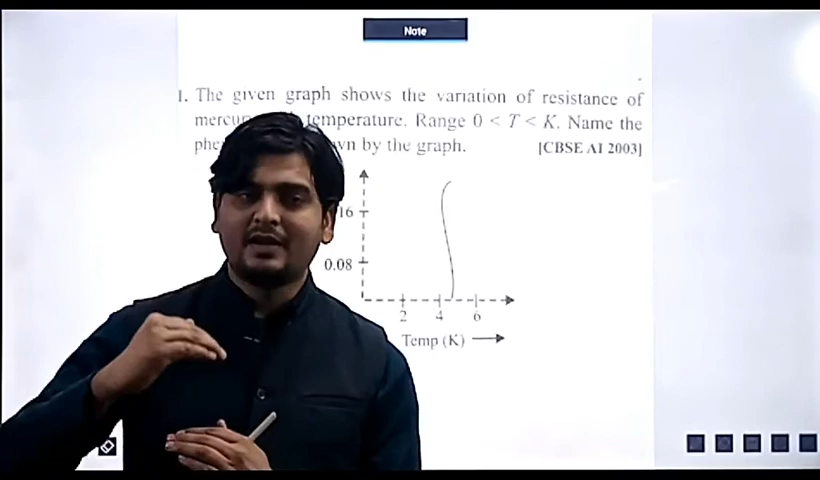 Note
1. The given graph shows the variation of resistance of
temperature. Range 0 < T < K. Name the
by the graph. [CBSE AI 2003]
16
0.08
2 4 6
Temp (K)